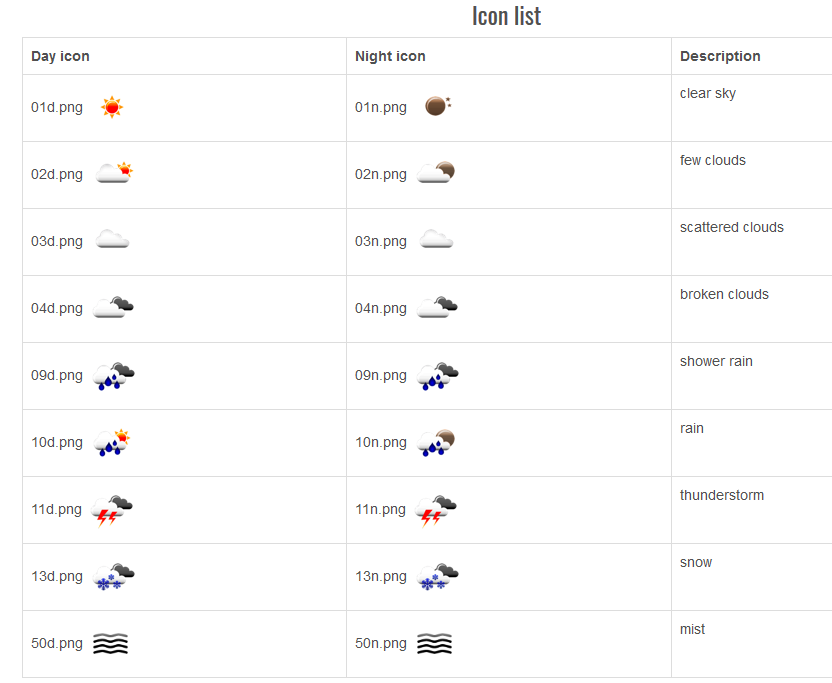 Icon list
Day icon Night icon Description
01d.png 01n.png clear sky
02d.png 02n.png few clouds
03d.png 03n.png scattered clouds
04d.png 04n.png broken clouds
09d.png 09n.png shower rain
10d.png 10n.png rain
11d.png 11n.png thunderstorm
13d.png 13n.png snow
50d.png 50n.png mist